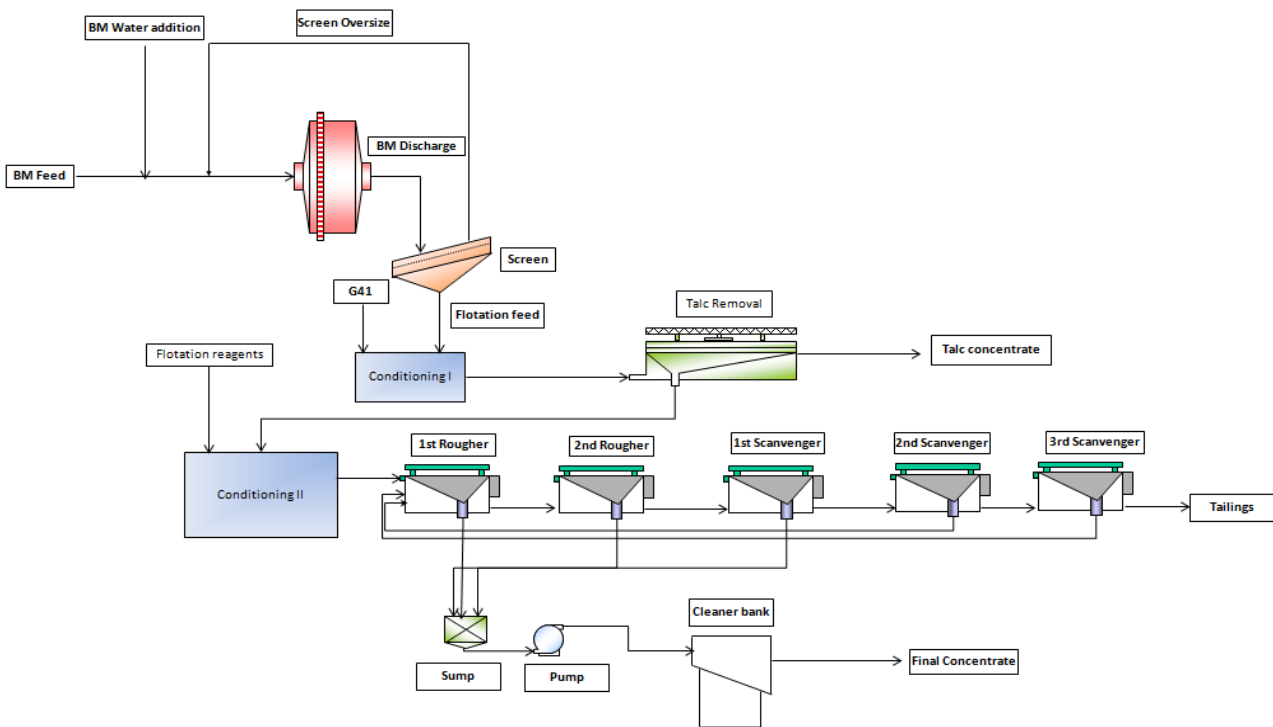 Screen Oversize
BM Water addition
BM Discharge
BM Feed
Screen
G41
Flotation feed
Talc Removal
Talc concentrate
Flotation reagents
Conditioning I
1st Rougher
2nd Rougher
1st Scanvenger
2nd Scanvenger
3rd Scanvenger
Conditioning II
Tailings
Cleaner bank
Final Concentrate
Sump
Pump